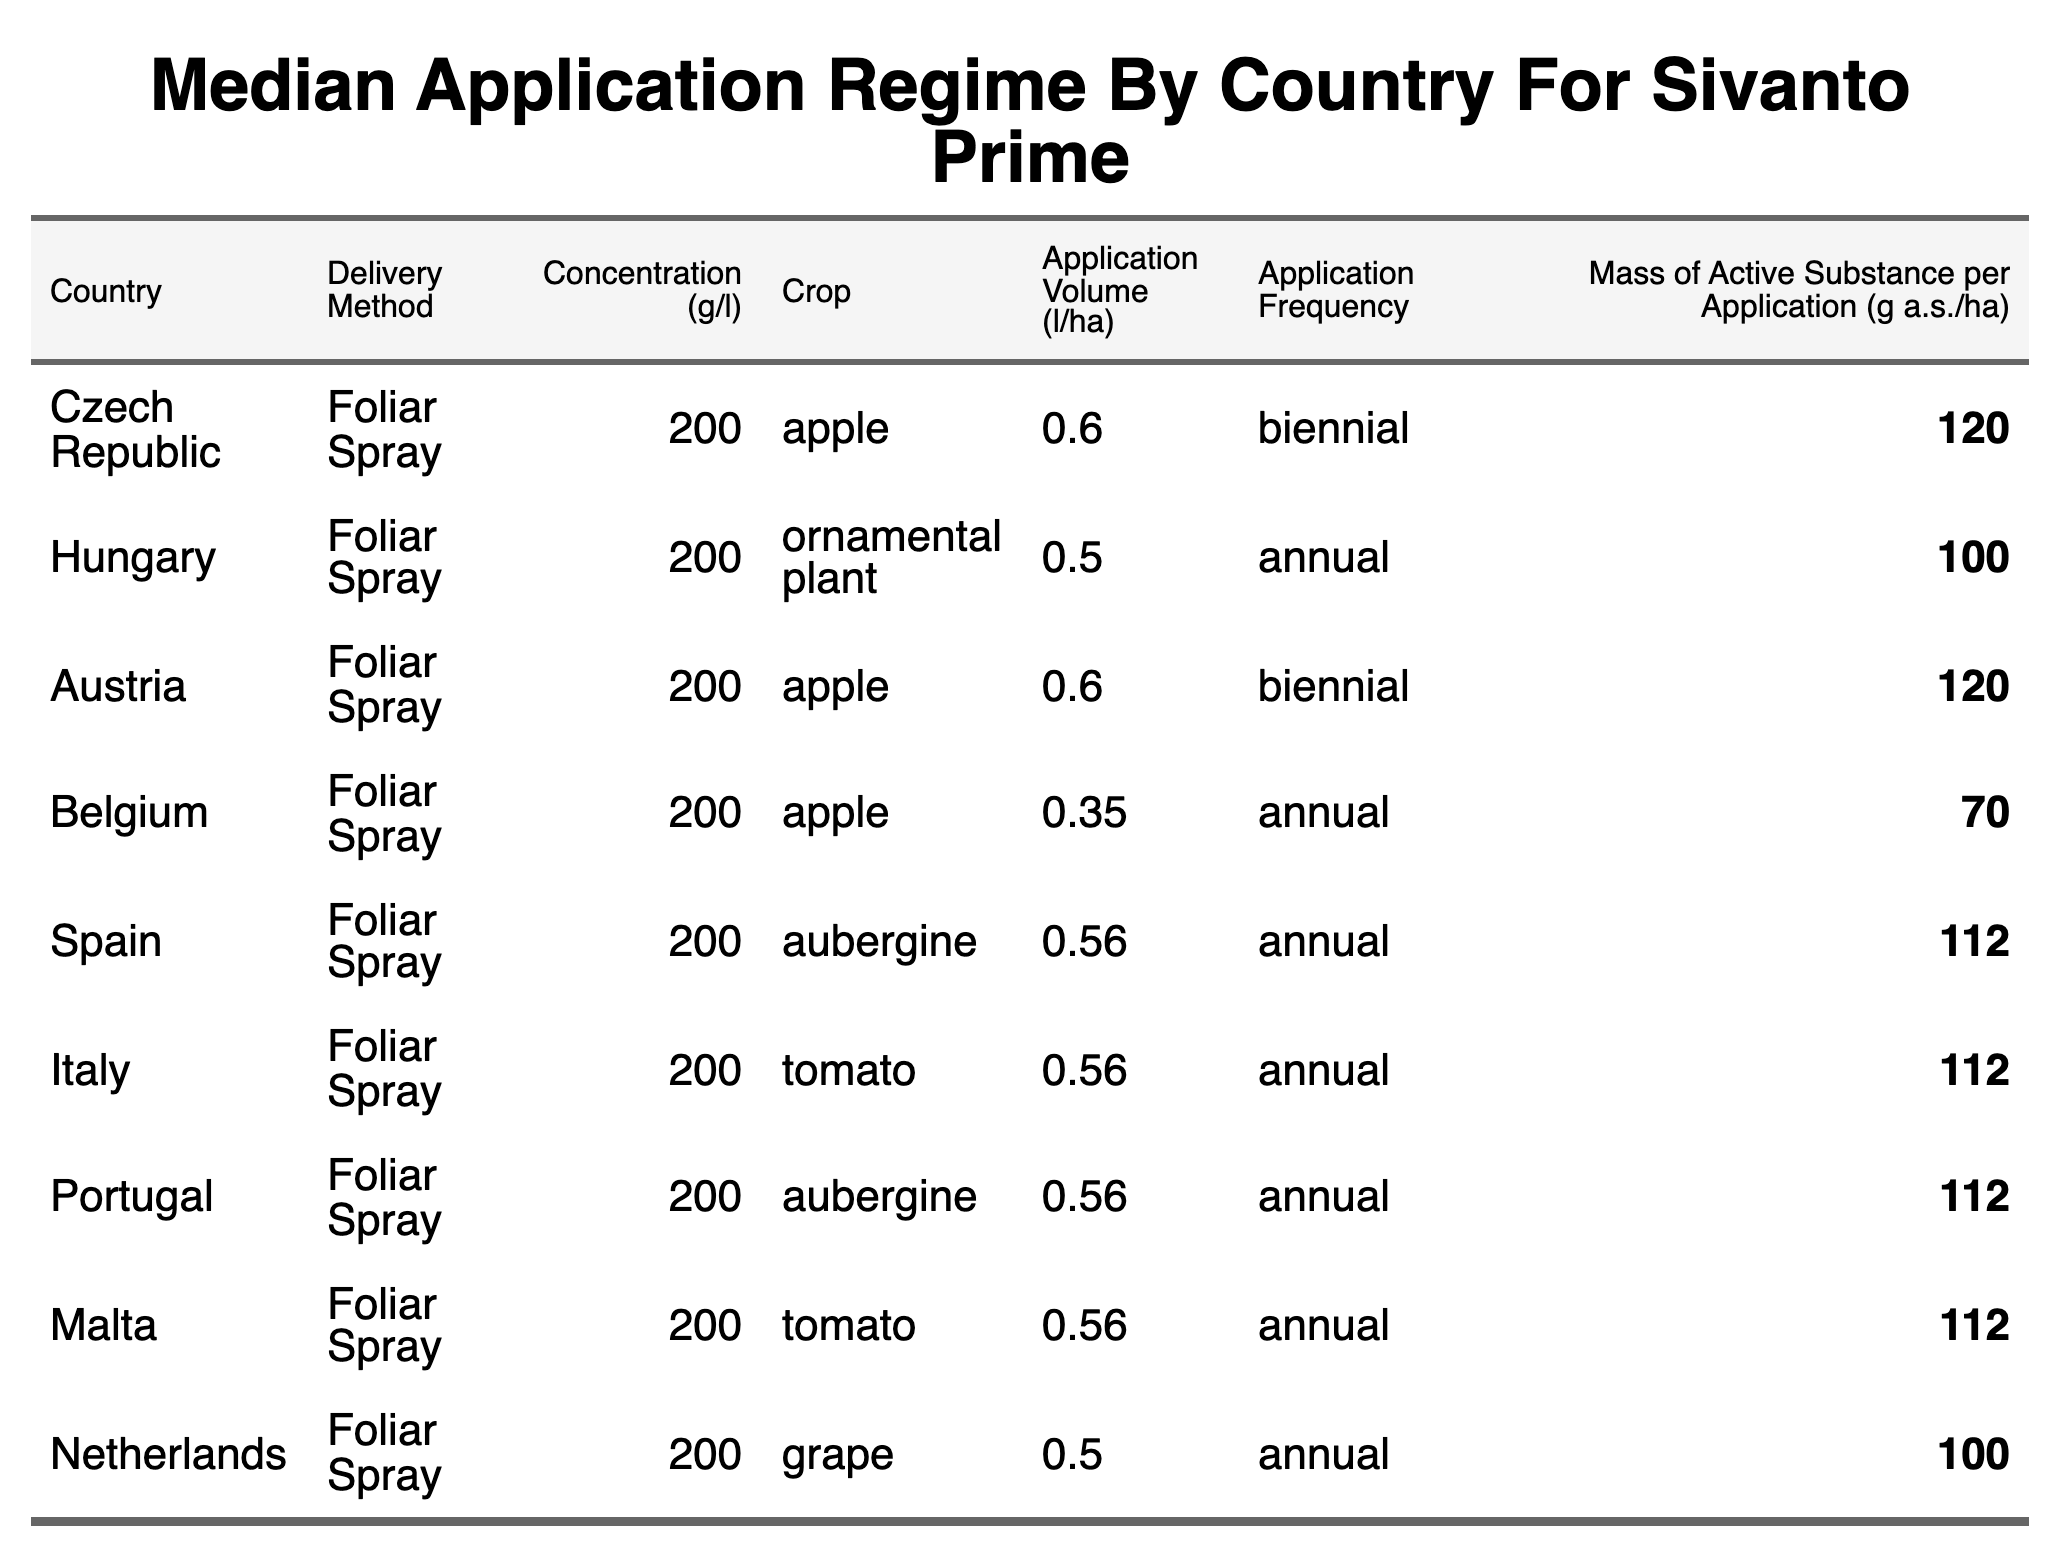 Median Application Regime By Country For Sivanto
Prime
Country Delivery Method Concentration (g/l) Crop Application Volume (l/ha) Application Frequency Mass of Active Substance per Application (g a.s./ha)
Czech Republic Foliar Spray 200 apple 0.6 biennial 120
Hungary Foliar Spray 200 ornamental plant 0.5 annual 100
Austria Foliar Spray 200 apple 0.6 biennial 120
Belgium Foliar Spray 200 apple 0.35 annual 70
Spain Foliar Spray 200 aubergine 0.56 annual 112
Italy Foliar Spray 200 tomato 0.56 annual 112
Portugal Foliar Spray 200 aubergine 0.56 annual 112
Malta Foliar Spray 200 tomato 0.56 annual 112
Netherlands Foliar Spray 200 grape 0.5 annual 100